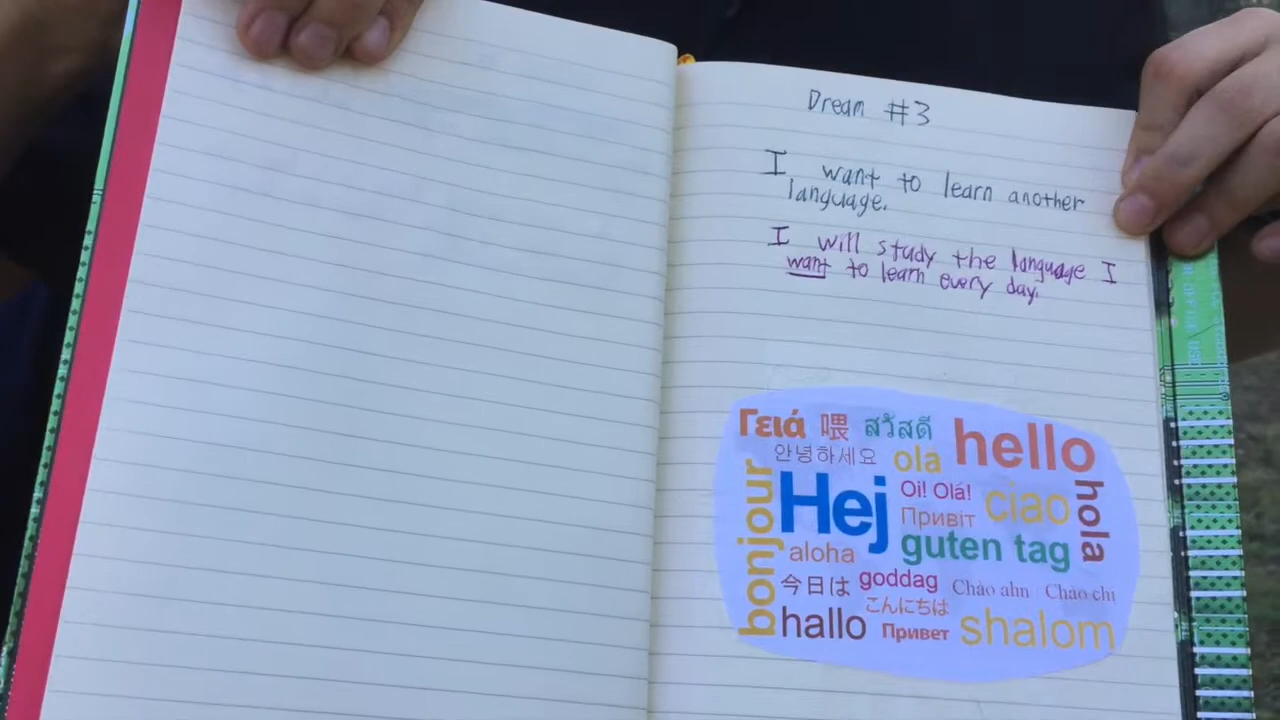 Dream #3
I want to learn another
language.
I will study the language I
want to learn every day.
Γειά 喂 สวัสดี hello
안녕하세요 ola
bonjour
Hej
Oi! Olá!
ciao
hola
Привіт
aloha
guten tag
今日は goddag Chào ahn Chào chi
こんにちは
hallo Привет shalom